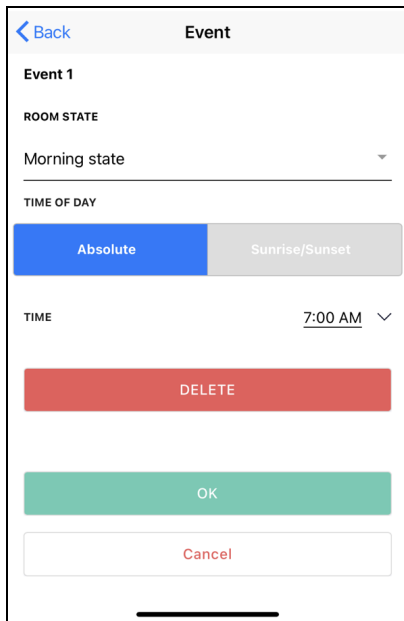 Back
Event
Event 1
ROOM STATE
Morning state
TIME OF DAY
Absolute
Sunrise/Sunset
TIME
7:00 AM
DELETE
OK
Cancel